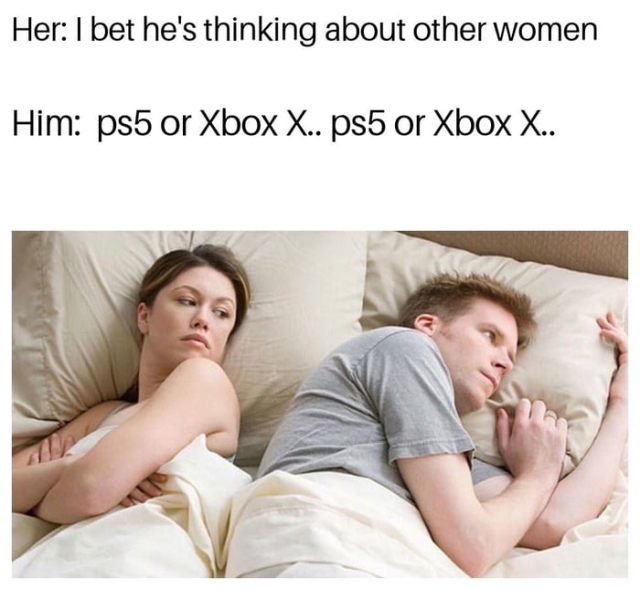 Her: I bet he's thinking about other women
Him:  ps5 or Xbox X.. ps5 or Xbox X..